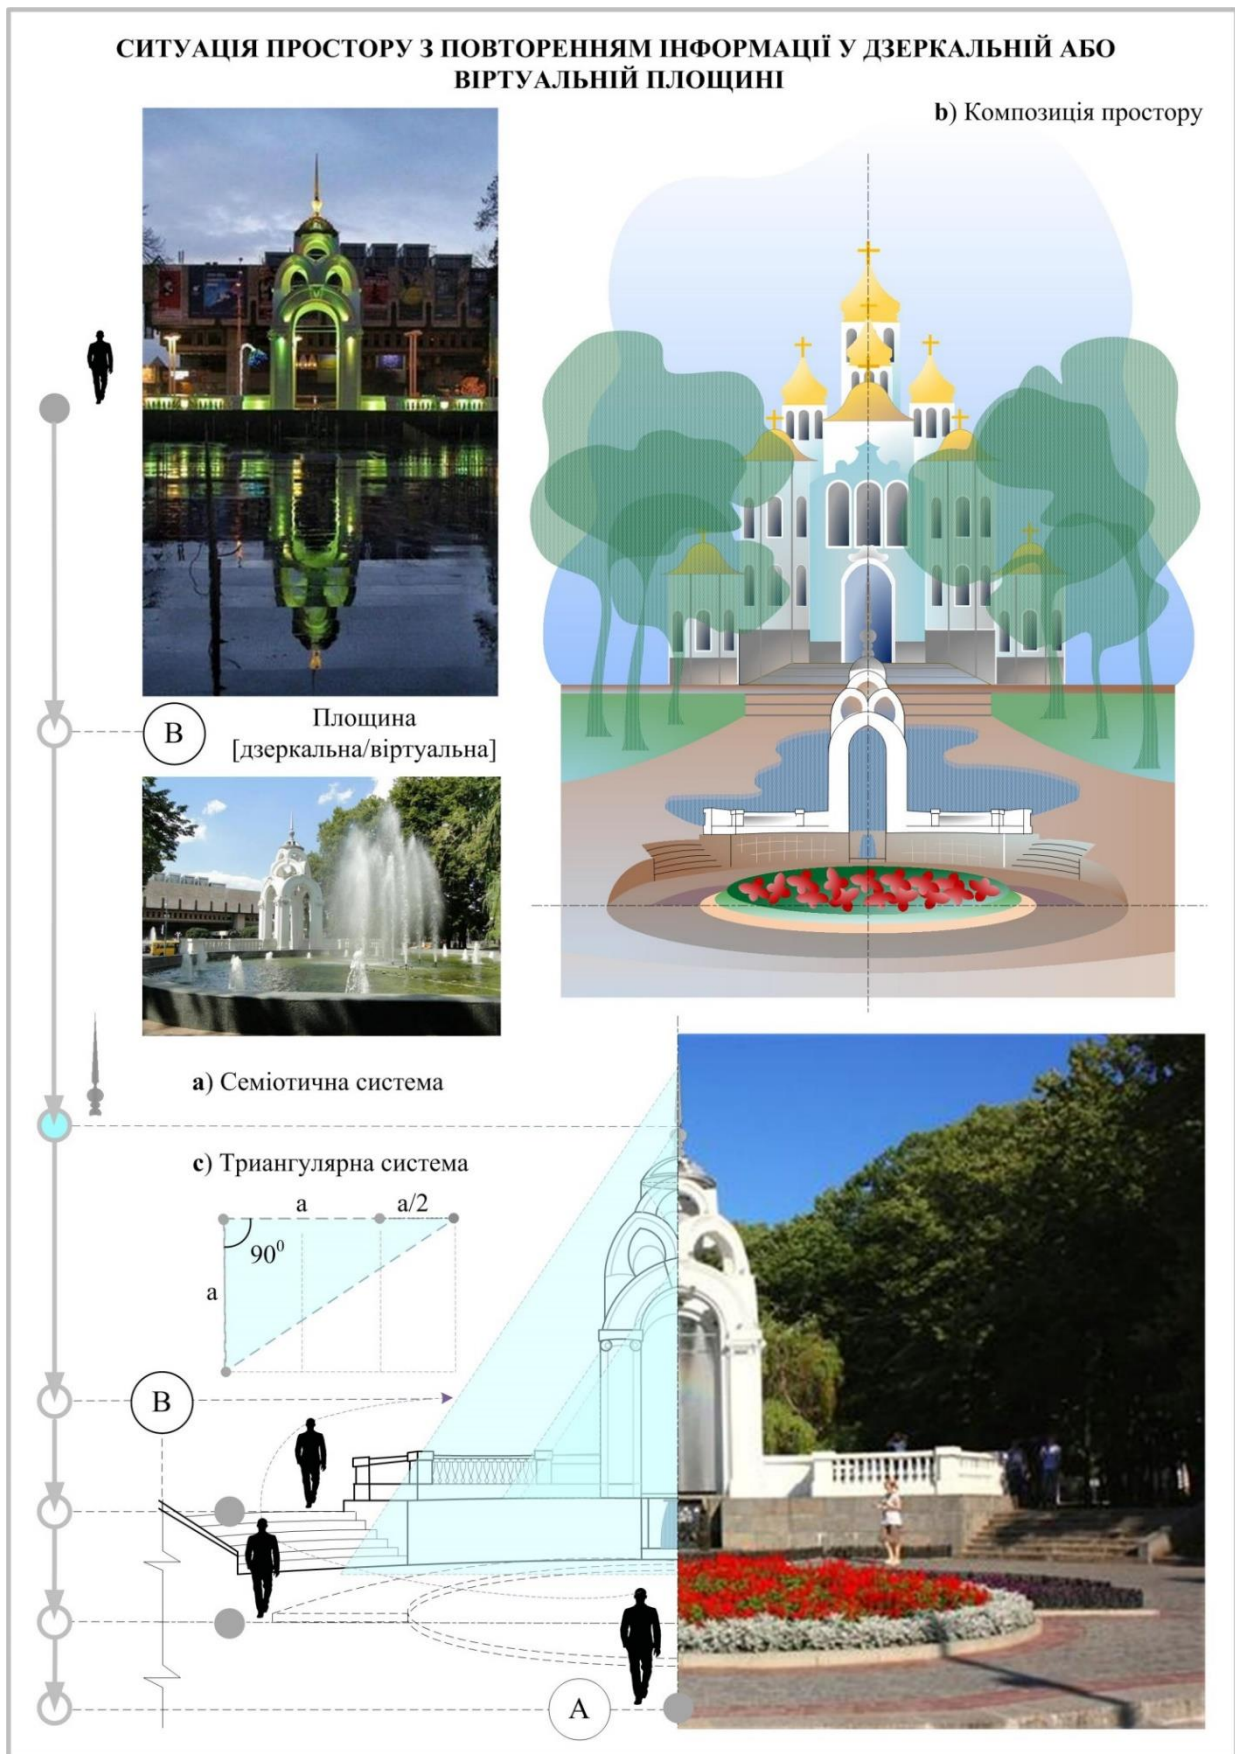 СИТУАЦІЯ ПРОСТОРУ З ПОВТОРЕННЯМ ІНФОРМАЦІЇ У ДЗЕРКАЛЬНІЙ АБО
ВІРТУАЛЬНІЙ ПЛОЩИНІ
b) Композиція простору
В
Площина
[дзеркальна/віртуальна]
a) Семіотична система
c) Триангулярна система
a
a/2
90⁰
a
В
А